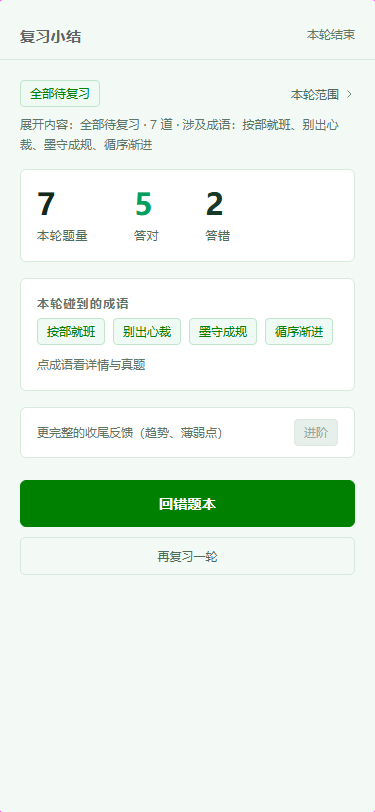 复习小结
本轮结束
全部待复习
本轮范围 >
展开内容：全部待复习 · 7 道 · 涉及成语：按部就班、别出心
裁、墨守成规、循序渐进
7 5 2
本轮题量 答对 答错
本轮碰到的成语
按部就班 别出心裁 墨守成规 循序渐进
点成语看详情与真题
更完整的收尾反馈（趋势、薄弱点）
进阶
回错题本
再复习一轮